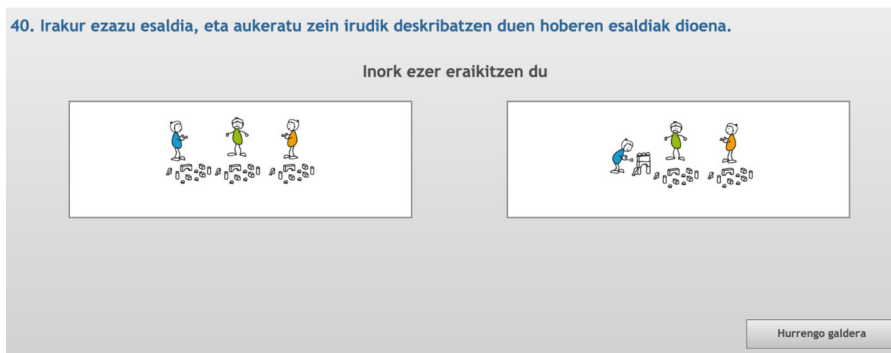 40. Irakur ezazu esaldia, eta aukeratu zein irudik deskribatzen duen hoberen esaldiak dioena.
Inork ezer eraikitzen du
Hurrengo galdera